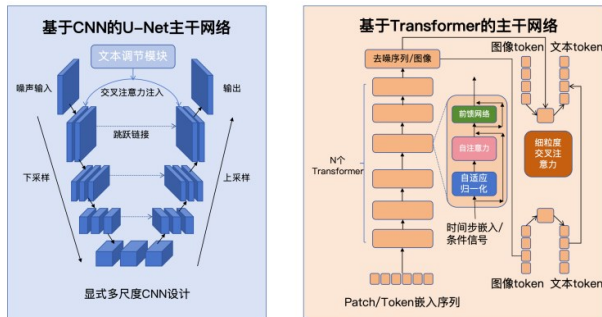 基于CNN的U-Net主干网络
文本调节模块
噪声输入
交叉注意力注入
输出
跳跃链接
下采样
上采样
显式多尺度CNN设计
基于Transformer的主干网络
去噪序列/图像
图像token
文本token
前馈网络
自注意力
自适应
归一化
N个
Transformer
细粒度
交叉注
意力
时间步嵌入/
条件信号
Patch/Token嵌入序列
图像token
文本token